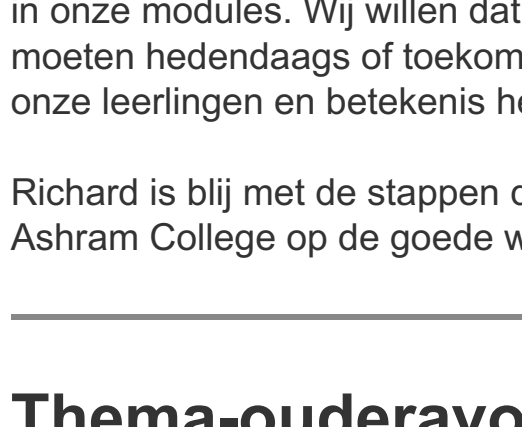 in onze modules. Wij willen dat
moeten hedendaags of toekom
onze leerlingen en betekenis he
Richard is blij met de stappen
Ashram College op de goede w
Thema-ouderavo